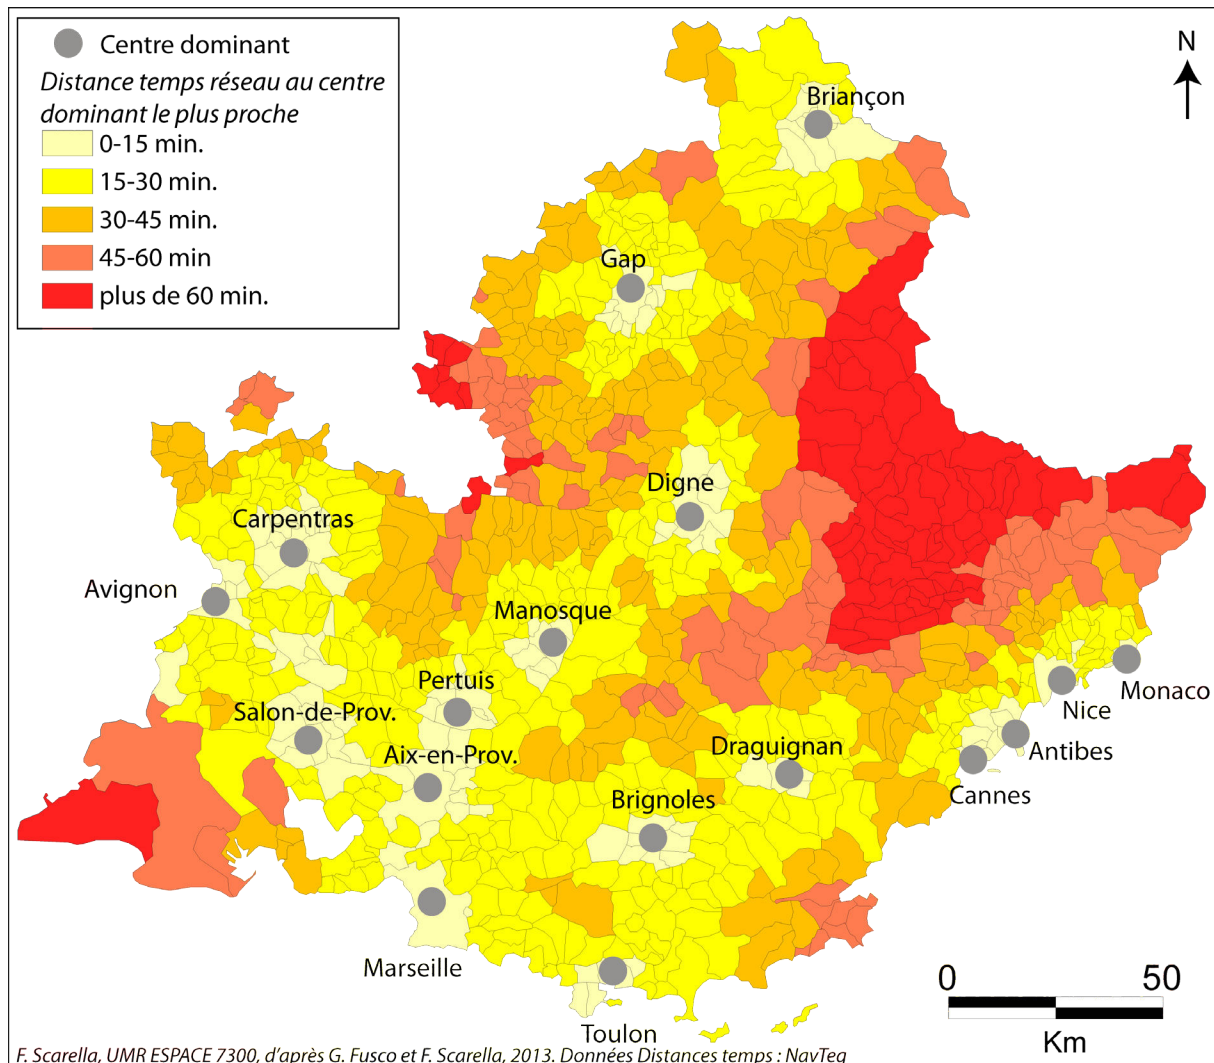 Centre dominant
Distance temps réseau au centre
dominant le plus proche
0-15 min.
15-30 min.
30-45 min.
45-60 min
plus de 60 min.
N
Briançon
Gap
Digne
Carpentras
Avignon
Manosque
Pertuis
Monaco
Nice
Salon-de-Prov.
Aix-en-Prov.
Draguignan
Antibes
Cannes
Brignoles
Marseille
Toulon
0 50
Km
F. Scarella, UMR ESPACE 7300, d'après G. Fusco et F. Scarella, 2013. Données Distances temps : NavTeq